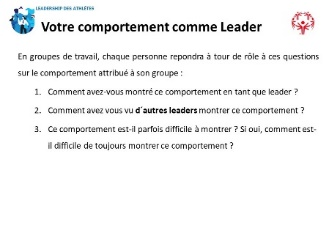 LEADERSHIP DES ATHLÈTES
Votre comportement comme Leader
En groupes de travail, chaque personne repondra à tour de rôle à ces questions
sur le comportement attribué à son groupe :
1. Comment avez-vous montré ce comportement en tant que leader ?
2. Comment avez vous vu d´autres leaders montrer ce comportement ?
3. Ce comportement est-il parfois difficile à montrer ? Si oui, comment est-
il difficile de toujours montrer ce comportement ?